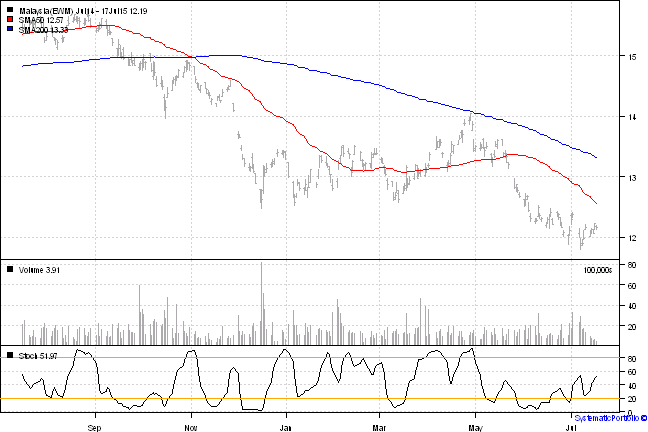 Malaysia(EWM) Jul14 - 17Jul15 12.19
SMA50 12.57
SMA200 13.33
15
14
13
12
Volume 3.91
100,000s
80
60
40
20
Stoch 51.97
80
60
40
20
0
Sep Nov Jan Mar May Jul
SystematicPortfolio ©